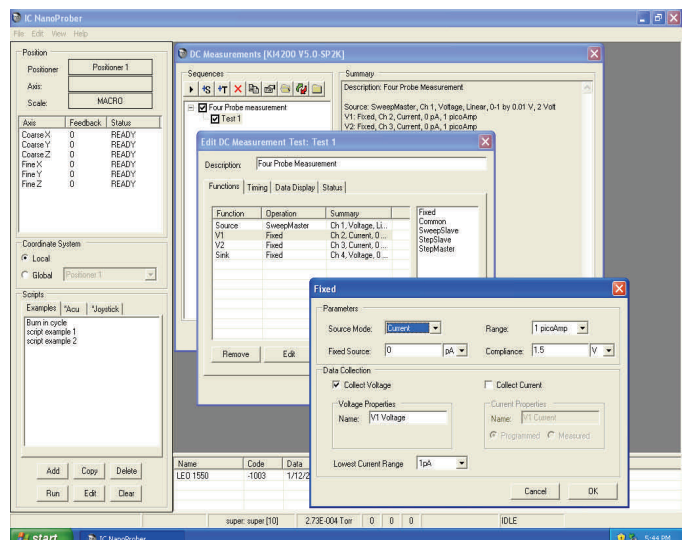 IC NanoProber
File Edit View Help
Position
Positioner Positioner 1
Axis:
Scale: MACRO
Axis Feedback Status
Coarse X 0 READY
Coarse Y 0 READY
Coarse Z 0 READY
Fine X 0 READY
Fine Y 0 READY
Fine Z 0 READY
Coordinate System
Local
Global Positioner 1
Scripts
Examples *Acu *Joystick
Burn in cycle
script example 1
script example 2
Add Copy Delete
Run Edit Clear
DC Measurements [KI4200 V5.0-SP2K]
Sequences
+S +T
Four Probe measurement
Test 1
Summary
Description: Four Probe Measurement
Source: SweepMaster, Ch 1, Voltage, Linear, 0-1 by 0.01 V, 2 Volt
V1: Fixed, Ch 2, Current, 0 pA, 1 picoAmp
V2: Fixed, Ch 3, Current, 0 pA, 1 picoAmp
Edit DC Measurement Test: Test 1
Description: Four Probe Measurement
Functions Timing Data Display Status
Function Operation Summary
Source SweepMaster Ch 1, Voltage, Li...
V1 Fixed Ch 2, Current, 0 ...
V2 Fixed Ch 3, Current, 0 ...
Sink Fixed Ch 4, Voltage, 0 ...
Fixed
Common
SweepSlave
StepSlave
StepMaster
Remove Edit
Fixed
Parameters
Source Mode: Current Range: 1 picoAmp
Fixed Source: 0 pA Compliance: 1.5 V
Data Collection
Collect Voltage Collect Current
Voltage Properties Current Properties
Name: V1 Voltage Name: V1 Current
Programmed Measured
Lowest Current Range 1pA
Cancel OK
Name Code Data
LEO 1550 -1003 1/12/2
super: super [10] 2.73E-004 Torr 0 0 0 IDLE
start IC NanoProber 5:44 PM